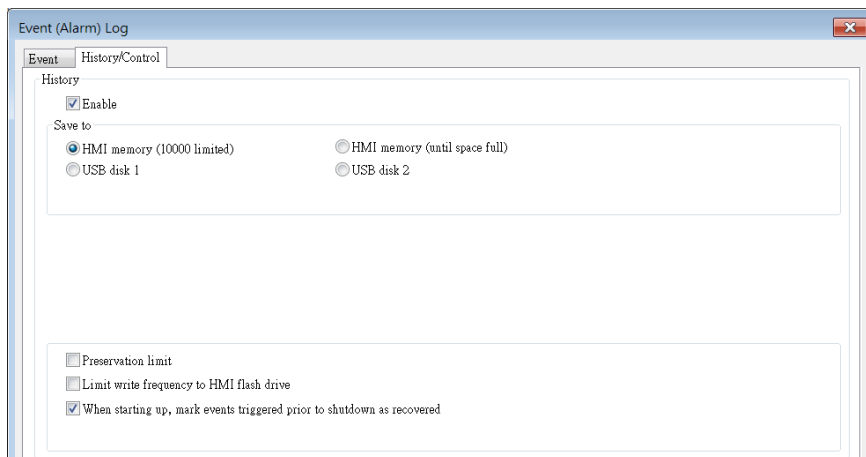 Event (Alarm) Log
Event History/Control
History
Enable
Save to
HMI memory (10000 limited) HMI memory (until space full)
USB disk 1 USB disk 2
Preservation limit
Limit write frequency to HMI flash drive
When starting up, mark events triggered prior to shutdown as recovered